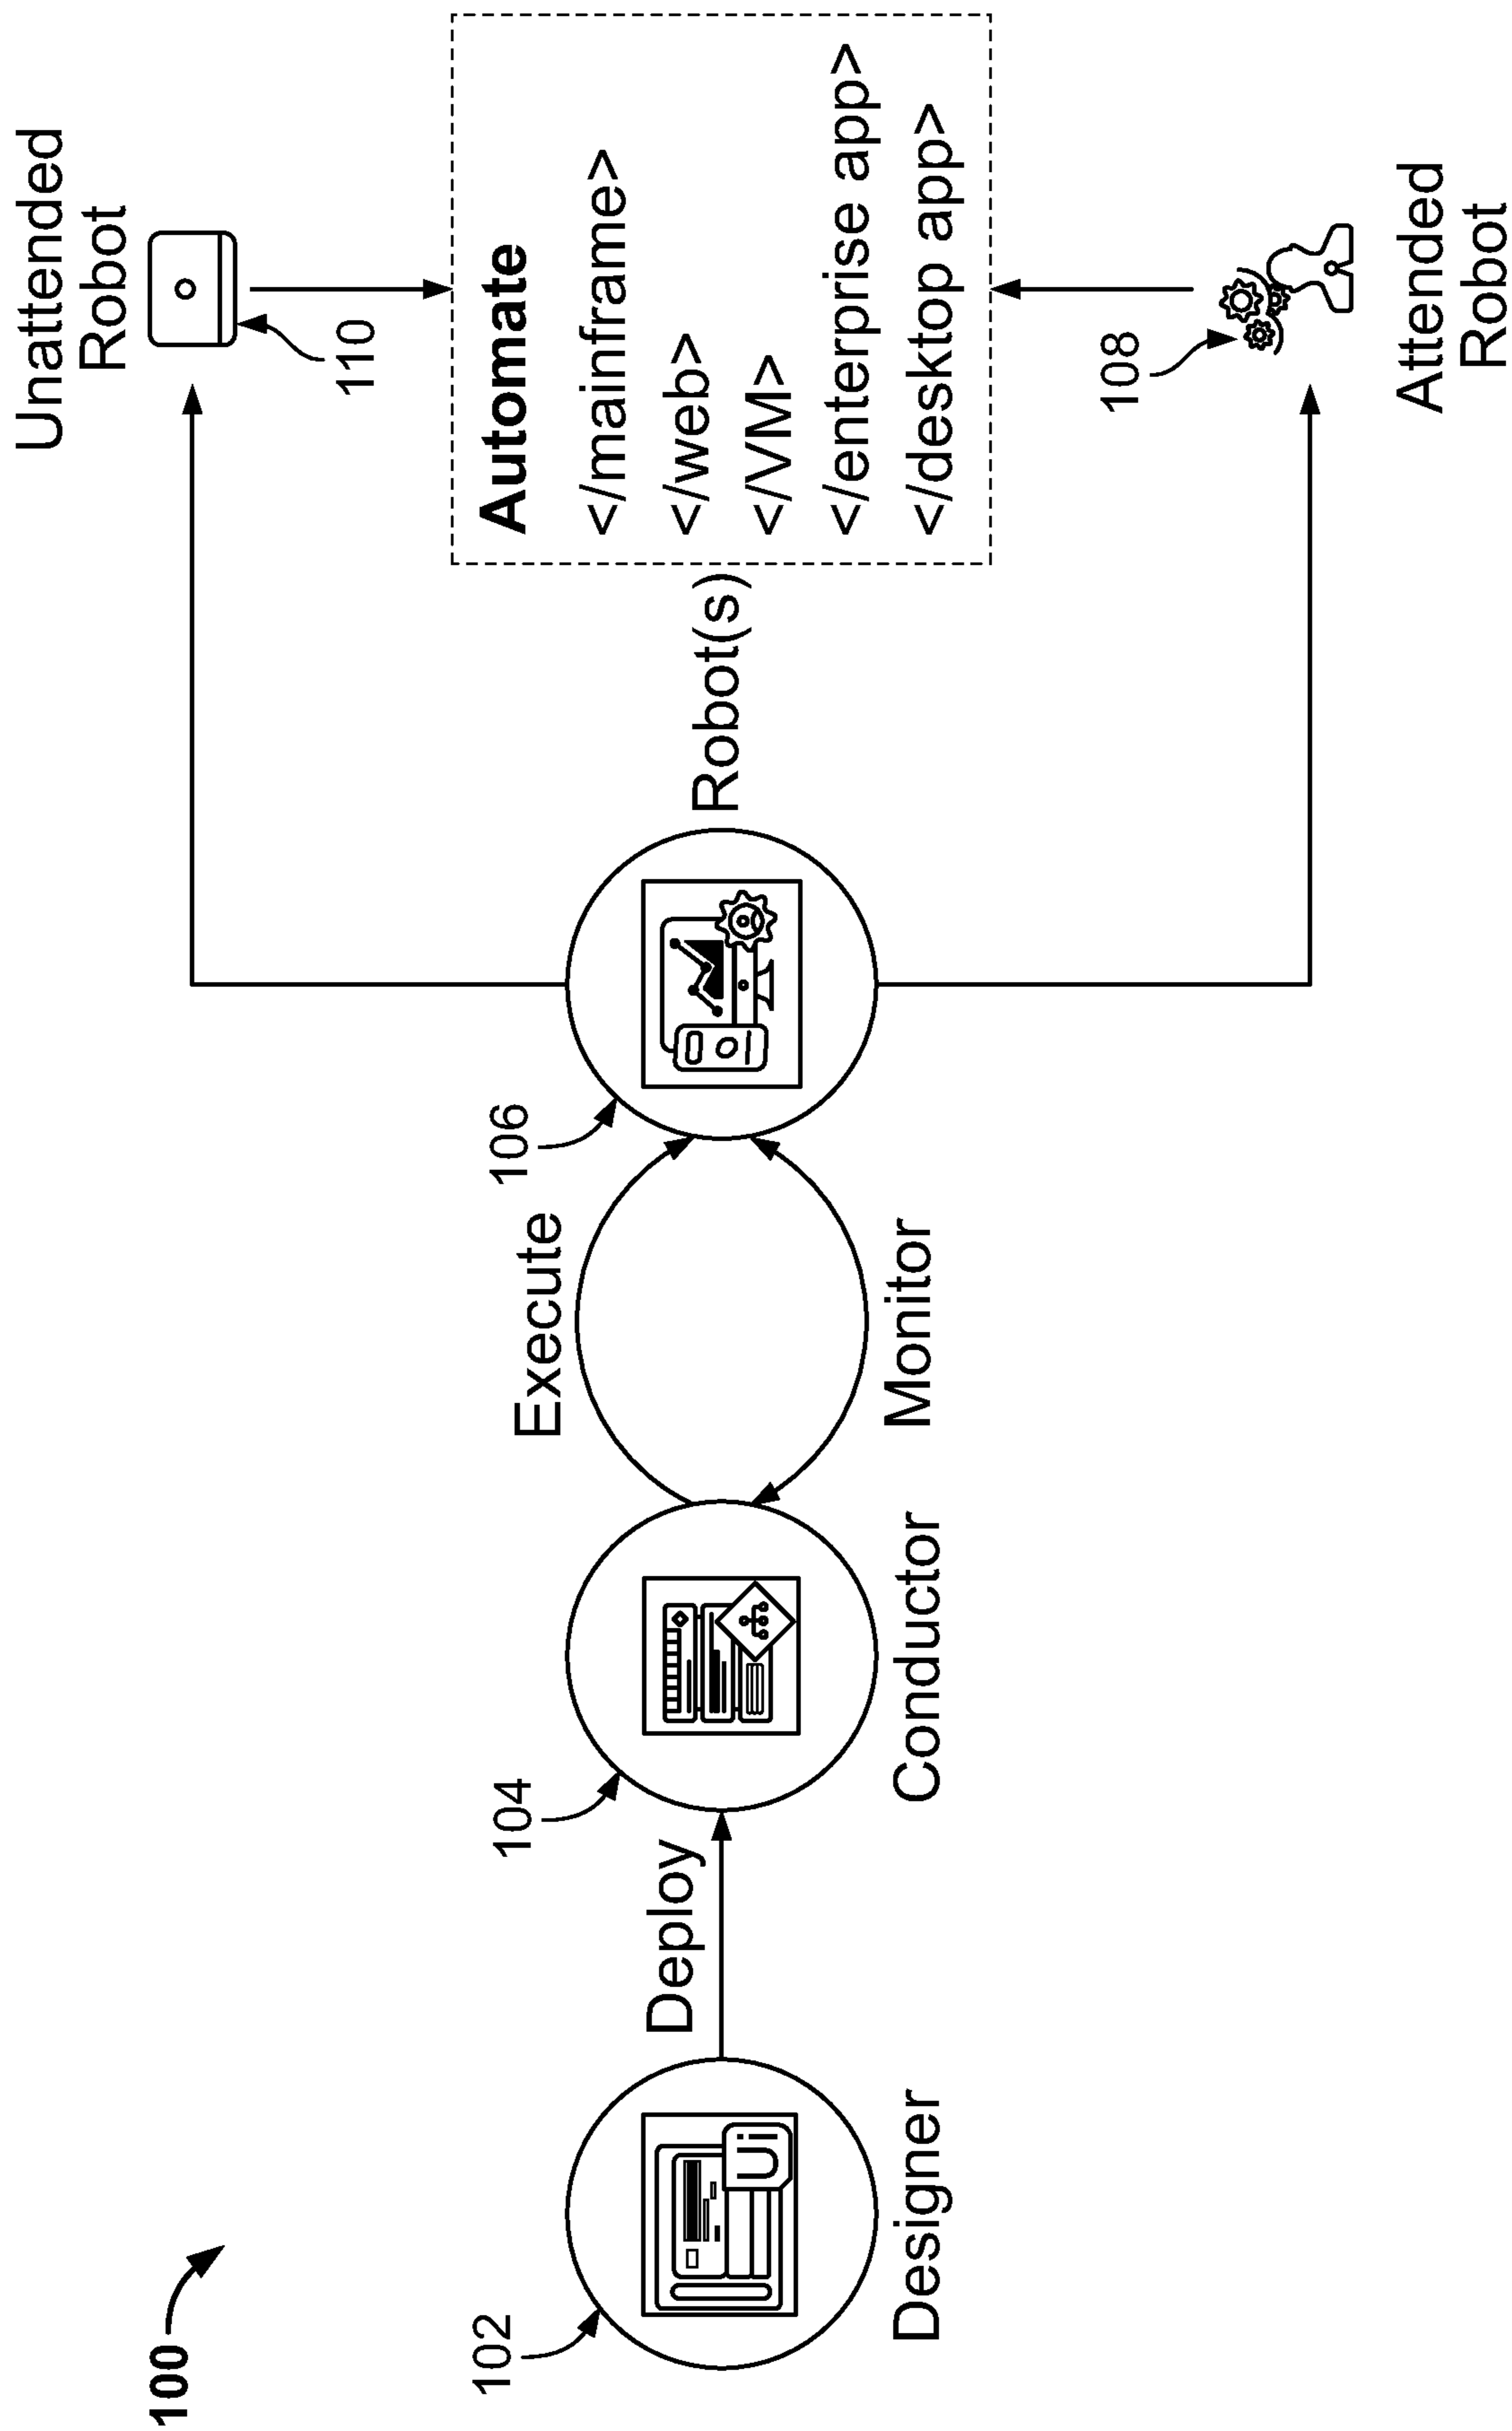 100
102
Ui
Designer
Deploy
104
Conductor
Execute
Monitor
106
Robot(s)
Unattended
Robot
110
Automate
</mainframe>
</web>
</VM>
</enterprise app>
</desktop app>
108
Attended
Robot